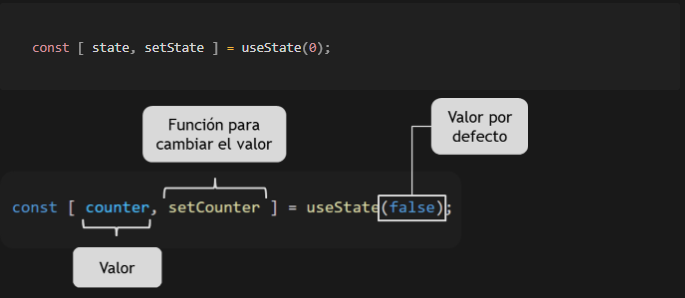 const [ state, setState ] = useState(0);
Función para
cambiar el valor
Valor por
defecto
const [ counter, setCounter ] = useState(false);
Valor